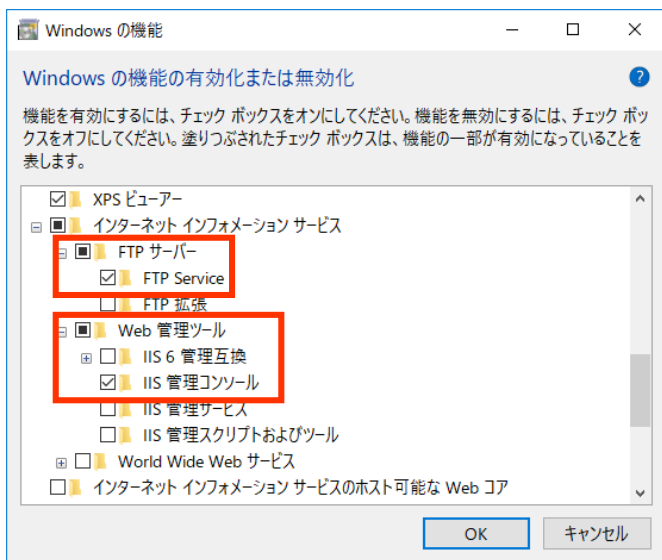 Windows の機能
Windows の機能の有効化または無効化
機能を有効にするには、チェック ボックスをオンにしてください。機能を無効にするには、チェック ボッ
クスをオフにしてください。塗りつぶされたチェック ボックスは、機能の一部が有効になっていることを
表します。
XPS ビューアー
インターネット インフォメーション サービス
FTP サーバー
FTP Service
FTP 拡張
Web 管理ツール
IIS 6 管理互換
IIS 管理コンソール
IIS 管理サービス
IIS 管理スクリプトおよびツール
World Wide Web サービス
インターネット インフォメーション サービスのホスト可能な Web コア
OK キャンセル